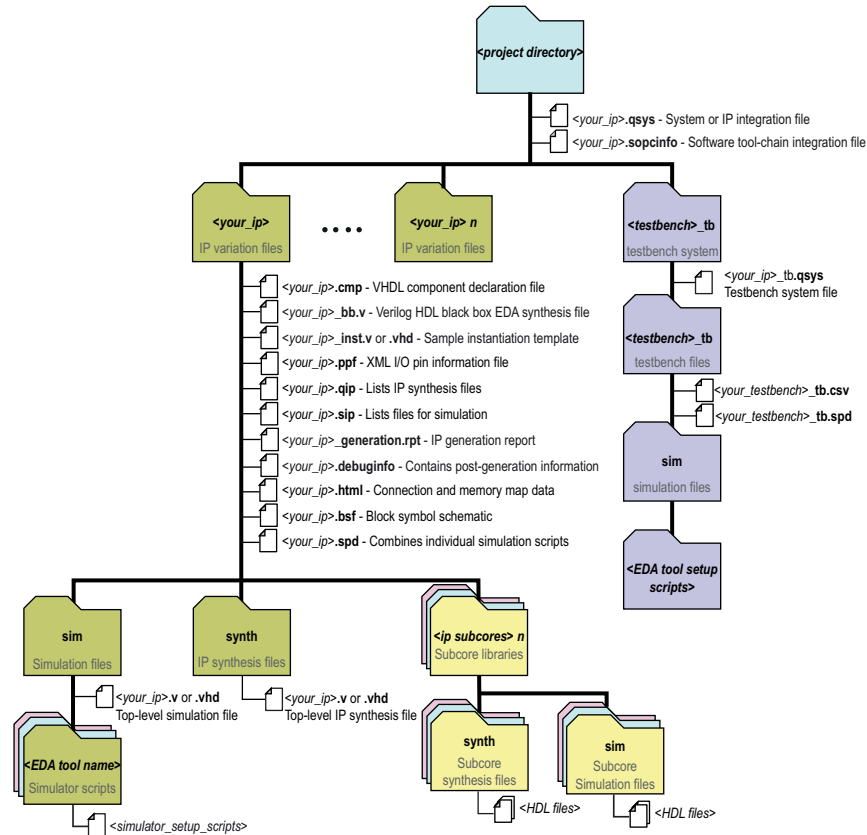 <project directory>
<your_ip>.qsys - System or IP integration file
<your_ip>.sopcinfo - Software tool-chain integration file
<your_ip>
IP variation files
<your_ip> n
IP variation files
<testbench>_tb
testbench system
<your_ip>_tb.qsys
Testbench system file
<your_ip>.cmp - VHDL component declaration file
<your_ip>_bb.v - Verilog HDL black box EDA synthesis file
<your_ip>_inst.v or .vhd - Sample instantiation template
<your_ip>.ppf - XML I/O pin information file
<your_ip>.qip - Lists IP synthesis files
<your_ip>.sip - Lists files for simulation
<your_ip>_generation.rpt - IP generation report
<your_ip>.debuginfo - Contains post-generation information
<your_ip>.html - Connection and memory map data
<your_ip>.bsf - Block symbol schematic
<your_ip>.spd - Combines individual simulation scripts
<testbench>_tb
testbench files
<your_testbench>_tb.csv
<your_testbench>_tb.spd
sim
simulation files
<EDA tool setup
scripts>
sim
Simulation files
<your_ip>.v or .vhd
Top-level simulation file
<EDA tool name>
Simulator scripts
<simulator_setup_scripts>
synth
IP synthesis files
<your_ip>.v or .vhd
Top-level IP synthesis file
<ip subcores> n
Subcore libraries
synth
Subcore
synthesis files
<HDL files>
sim
Subcore
Simulation files
<HDL files>